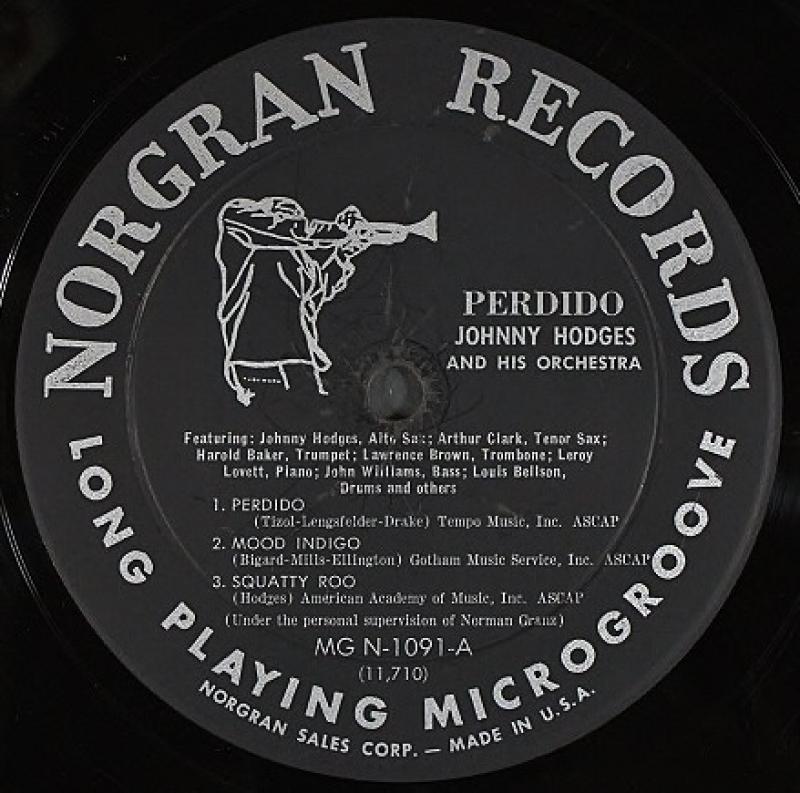 NORGRAN RECORDS
PERDIDO
JOHNNY HODGES
AND HIS ORCHESTRA
Featuring: Johnny Hodges, Alto Sax; Arthur Clark, Tenor Sax;
Harold Baker, Trumpet; Lawrence Brown, Trombone; Leroy
Lovett, Piano; John Williams, Bass; Louis Bellson,
Drums and others
1. PERDIDO
(Tizol-Lengsfelder-Drake) Tempo Music, Inc. ASCAP
2. MOOD INDIGO
(Bigard-Mills-Ellington) Gotham Music Service, Inc. ASCAP
3. SQUATTY ROO
(Hodges) American Academy of Music, Inc. ASCAP
(Under the personal supervision of Norman Granz)
MG N-1091-A
(11,710)
LONG PLAYING MICROGROOVE
NORGRAN SALES CORP. — MADE IN U.S.A.